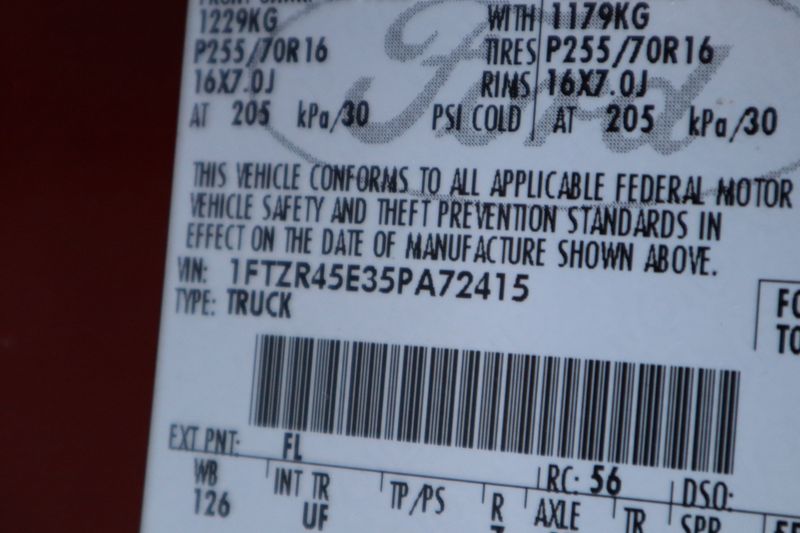 1229KG WITH 1179KG
P255/70R16 TIRES P255/70R16
16X7.0J RIMS 16X7.0J
AT 205 kPa/30 PSI COLD AT 205 kPa/30
Ford
THIS VEHICLE CONFORMS TO ALL APPLICABLE FEDERAL MOTOR
VEHICLE SAFETY AND THEFT PREVENTION STANDARDS IN
EFFECT ON THE DATE OF MANUFACTURE SHOWN ABOVE.
VIN: 1FTZR45E35PA72415
TYPE: TRUCK
EXT PNT: FL
RC: 56 DSO:
WB INT TR TP/PS R AXLE TR SPR
126 UF